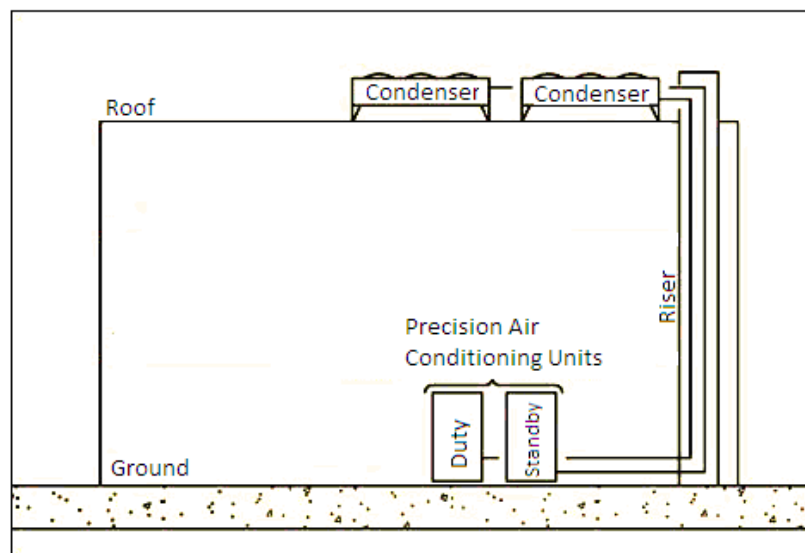 Condenser
Condenser
Roof
Riser
Precision Air
Conditioning Units
Duty
Standby
Ground